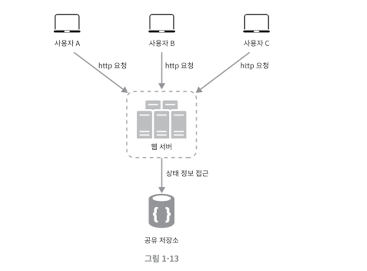 사용자 A
사용자 B
사용자 C
http 요청
http 요청
http 요청
웹 서버
상태 정보 접근
{ }
공유 저장소
그림 1-13